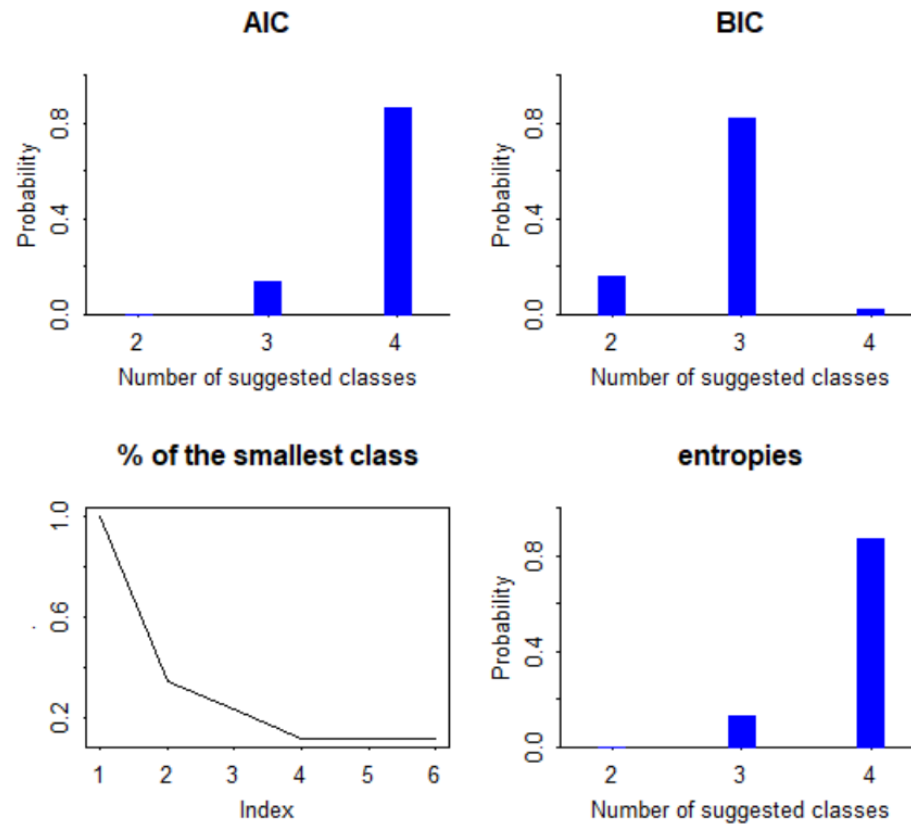 AIC
Probability
0.0 0.4 0.8
2 3 4
Number of suggested classes
BIC
Probability
0.0 0.4 0.8
2 3 4
Number of suggested classes
% of the smallest class
0.2 0.6 1.0
1 2 3 4 5 6
Index
entropies
Probability
0.0 0.4 0.8
2 3 4
Number of suggested classes